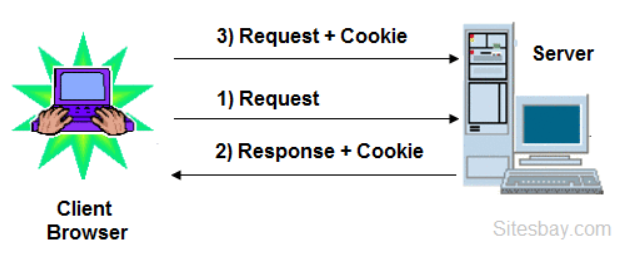 3) Request + Cookie
Server
1) Request
2) Response + Cookie
Client
Browser
Sitesbay.com